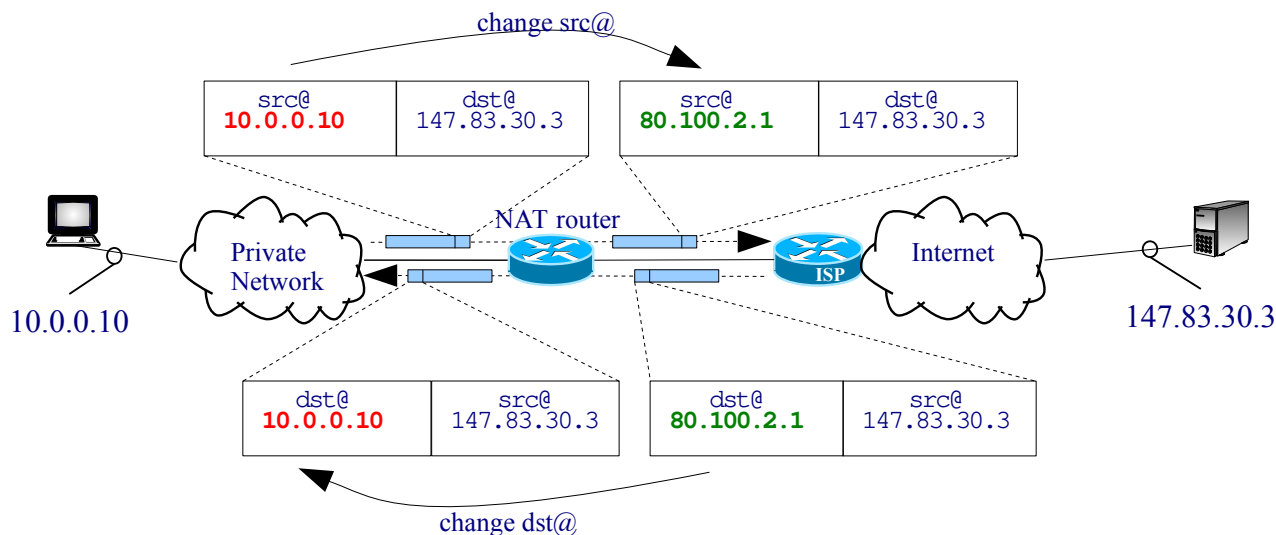 change src@
src@ dst@ src@ dst@
10.0.0.10 147.83.30.3 80.100.2.1 147.83.30.3
NAT router
Private
Network
Internet
ISP
10.0.0.10
147.83.30.3
dst@ src@ dst@ src@
10.0.0.10 147.83.30.3 80.100.2.1 147.83.30.3
change dst@